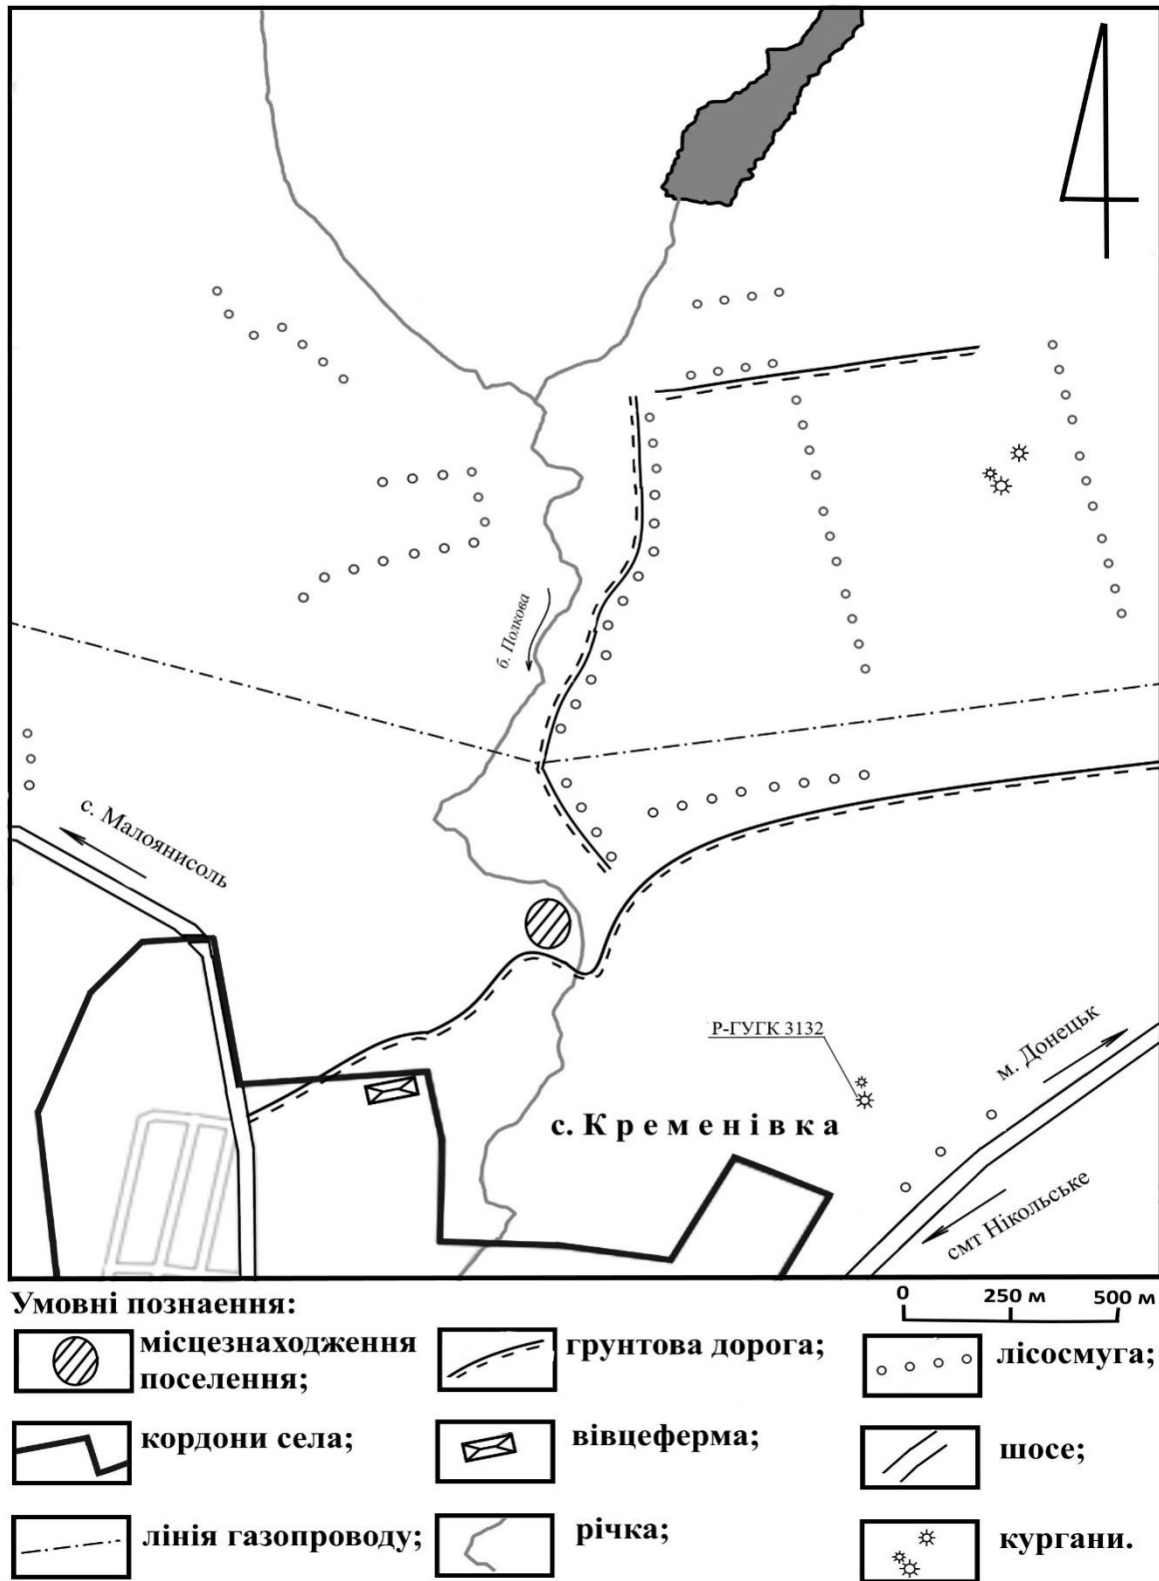 б. Полкова
с. Малоянисоль
Р-ГУГК 3132
м. Донецьк
с. Кременівка
смт Нікольське
Умовні познаення:
0 250 м 500 м
місцезнаходження
поселення;
грунтова дорога;
лісосмуга;
кордони села;
вівцеферма;
шосе;
лінія газопроводу;
річка;
кургани.